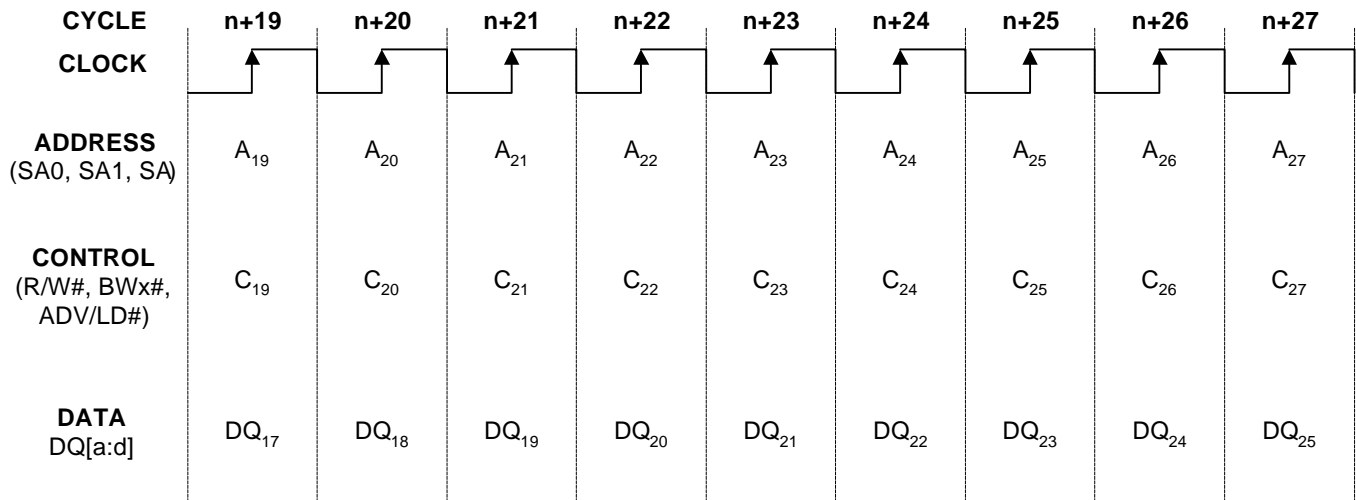 CYCLE n+19 n+20 n+21 n+22 n+23 n+24 n+25 n+26 n+27
CLOCK
ADDRESS
(SA0, SA1, SA)
A19 A20 A21 A22 A23 A24 A25 A26 A27
CONTROL
(R/W#, BWx#,
ADV/LD#)
C19 C20 C21 C22 C23 C24 C25 C26 C27
DATA
DQ[a:d]
DQ17 DQ18 DQ19 DQ20 DQ21 DQ22 DQ23 DQ24 DQ25